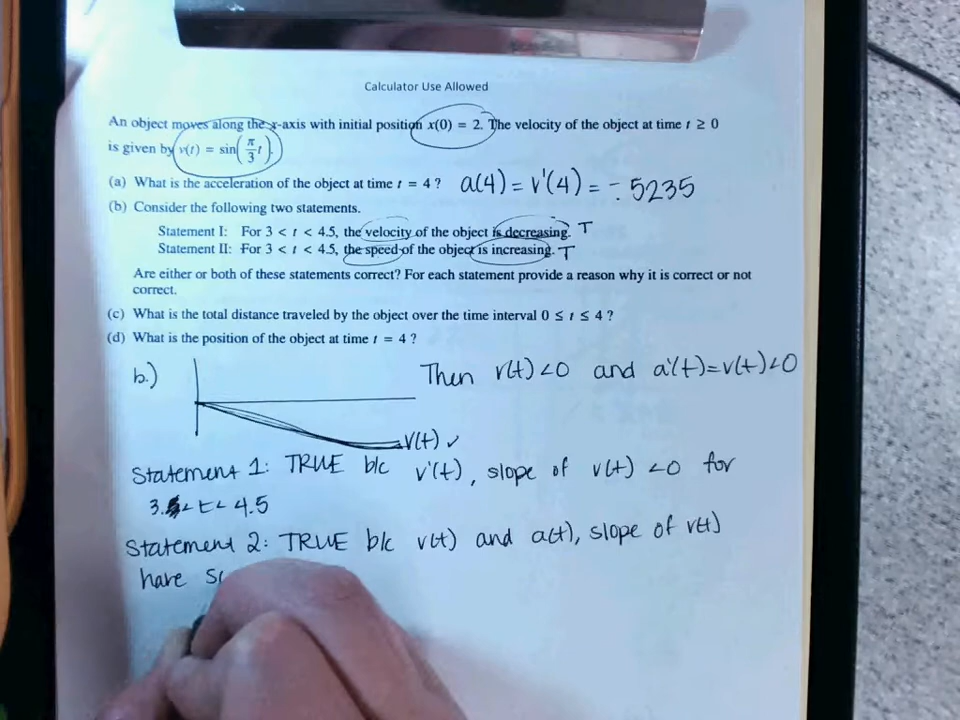 Calculator Use Allowed
An object moves along the x-axis with initial position x(0) = 2. The velocity of the object at time t ≥ 0
is given by v(t) = sin(π/3 t).
(a) What is the acceleration of the object at time t = 4 ? a(4) = v'(4) = -.5235
(b) Consider the following two statements.
Statement I: For 3 < t < 4.5, the velocity of the object is decreasing. T
Statement II: For 3 < t < 4.5, the speed of the object is increasing. T
Are either or both of these statements correct? For each statement provide a reason why it is correct or not
correct.
(c) What is the total distance traveled by the object over the time interval 0 ≤ t ≤ 4 ?
(d) What is the position of the object at time t = 4 ?
b.) Then v(t) <0 and a'(t)=v(t)<0
v(t) ✓
Statement 1: TRUE b/c v'(t), slope of v(t) <0 for
3 < t < 4.5
Statement 2: TRUE b/c v(t) and a(t), slope of v(t)
have